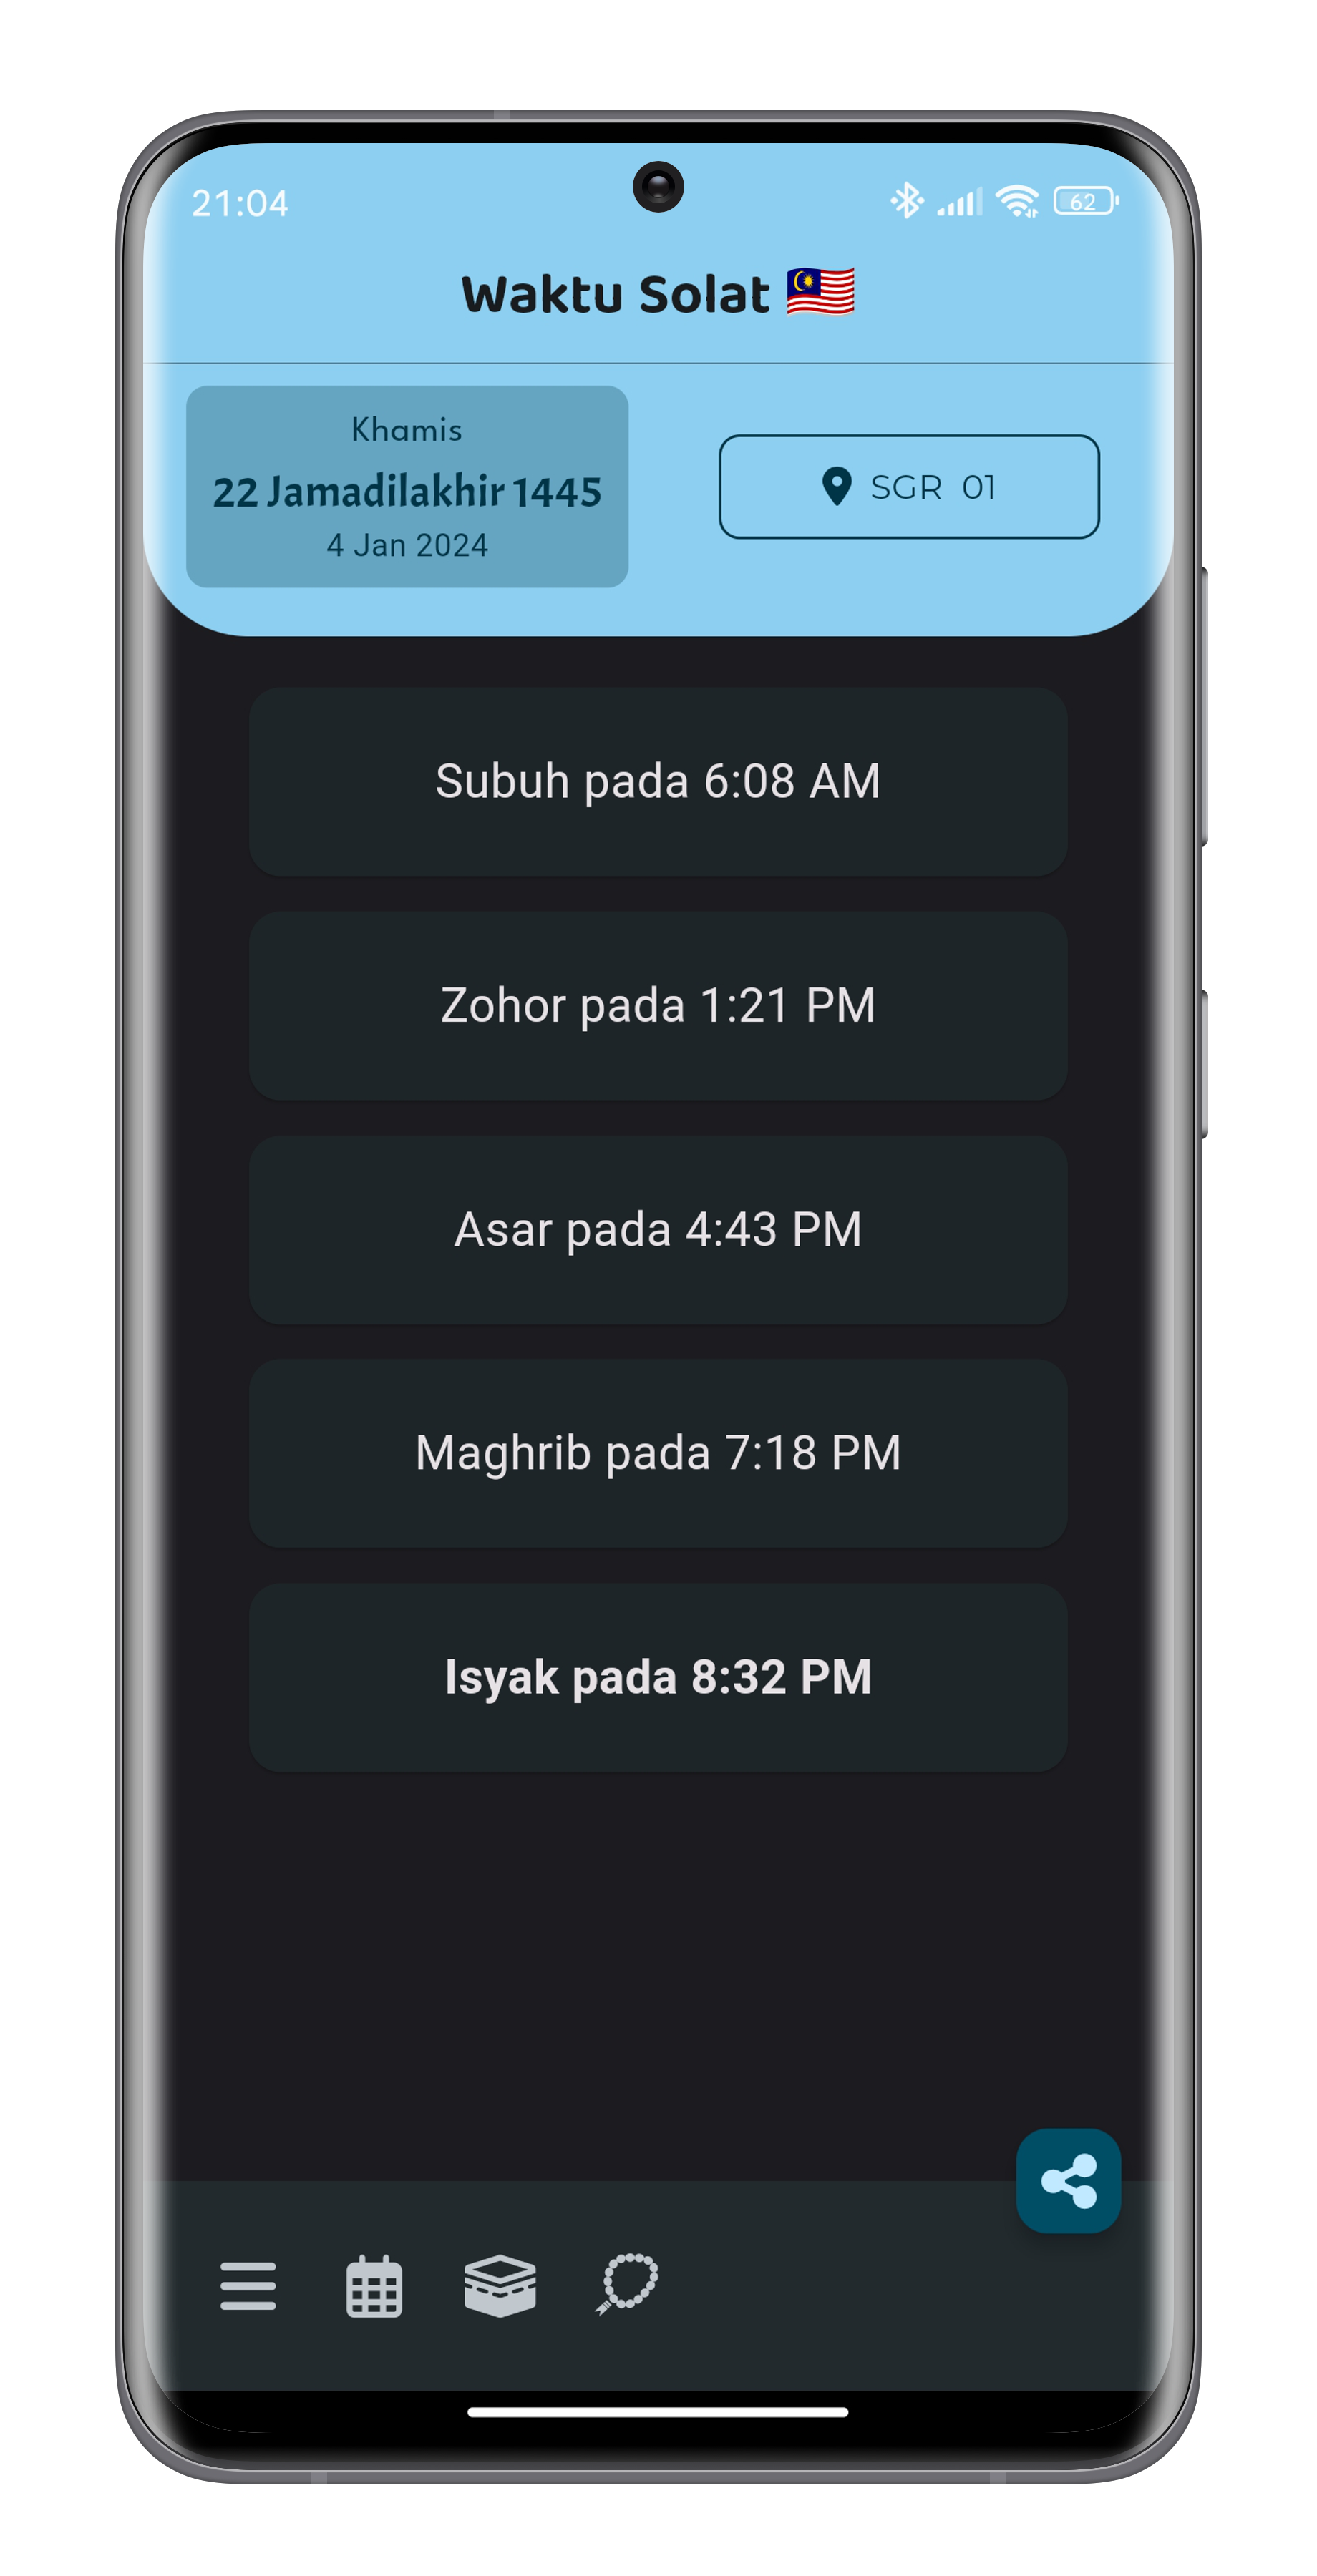 21:04
62
Waktu Solat 🇲🇾
Khamis
22 Jamadilakhir 1445
4 Jan 2024
SGR 01
Subuh pada 6:08 AM
Zohor pada 1:21 PM
Asar pada 4:43 PM
Maghrib pada 7:18 PM
Isyak pada 8:32 PM